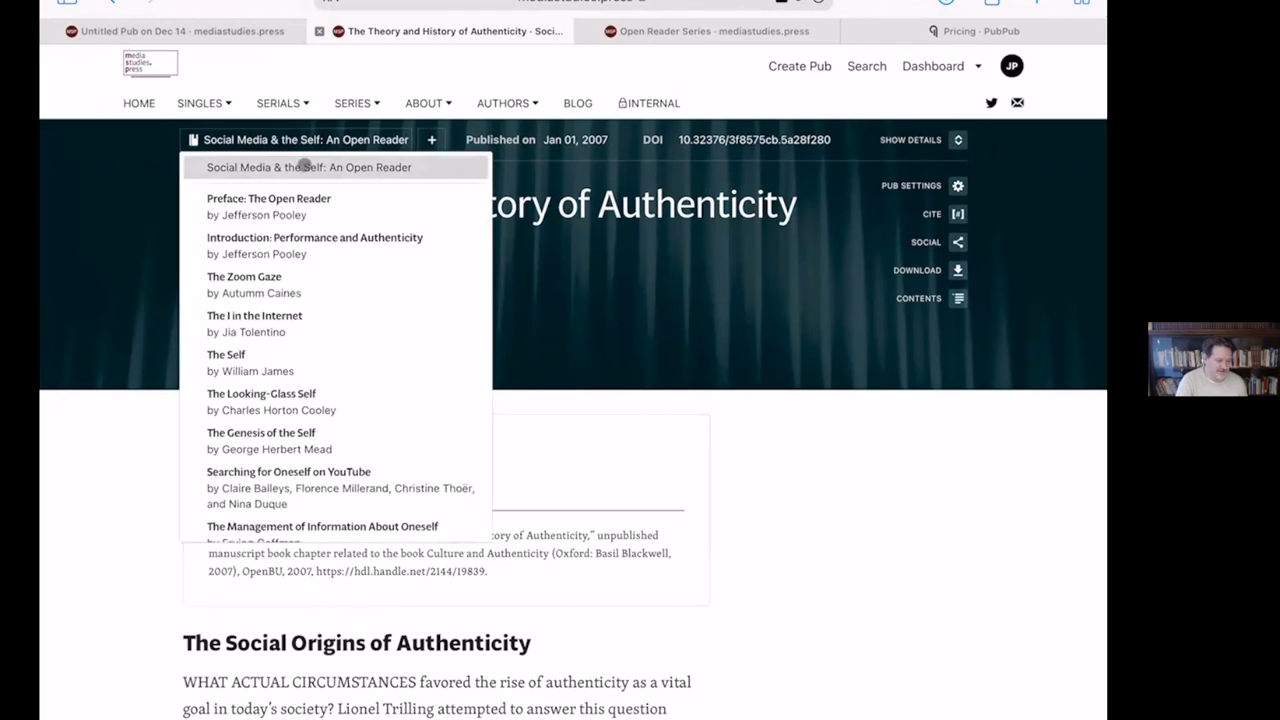 Untitled Pub on Dec 14 · mediastudies.press
The Theory and History of Authenticity · Soci...
Open Reader Series · mediastudies.press
Pricing · PubPub
media
studies.
press
Create Pub
Search
Dashboard
JP
HOME
SINGLES
SERIALS
SERIES
ABOUT
AUTHORS
BLOG
INTERNAL
Social Media & the Self: An Open Reader
+
Published on Jan 01, 2007
DOI 10.32376/3f8575cb.5a28f280
SHOW DETAILS
Social Media & the Self: An Open Reader
Preface: The Open Reader
by Jefferson Pooley
Introduction: Performance and Authenticity
by Jefferson Pooley
The Zoom Gaze
by Autumm Caines
The I in the Internet
by Jia Tolentino
The Self
by William James
The Looking-Glass Self
by Charles Horton Cooley
The Genesis of the Self
by George Herbert Mead
Searching for Oneself on YouTube
by Claire Balleys, Florence Millerand, Christine Thoër,
and Nina Duque
The Management of Information About Oneself
tory of Authenticity
PUB SETTINGS
CITE
SOCIAL
DOWNLOAD
CONTENTS
tory of Authenticity,” unpublished
manuscript book chapter related to the book Culture and Authenticity (Oxford: Basil Blackwell,
2007), OpenBU, 2007, https://hdl.handle.net/2144/19839.
The Social Origins of Authenticity
WHAT ACTUAL CIRCUMSTANCES favored the rise of authenticity as a vital
goal in today’s society? Lionel Trilling attempted to answer this question